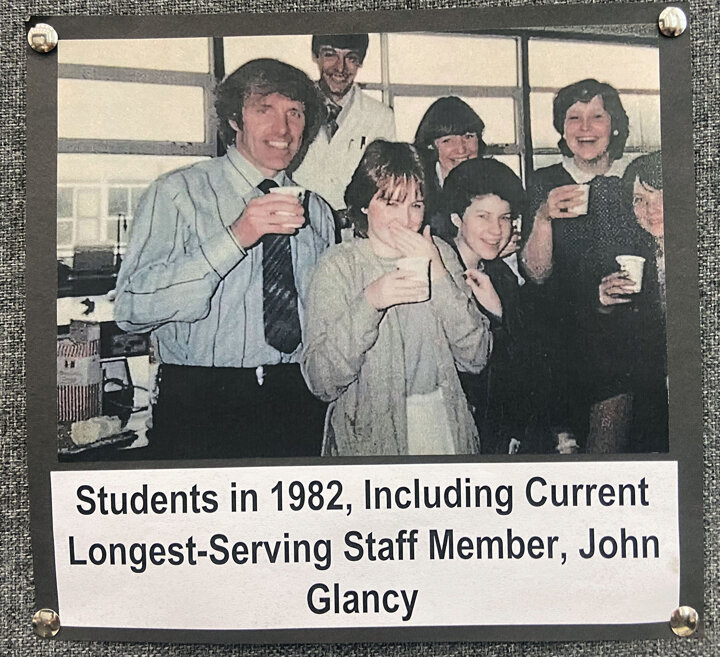 Students in 1982, Including Current
Longest-Serving Staff Member, John
Glancy